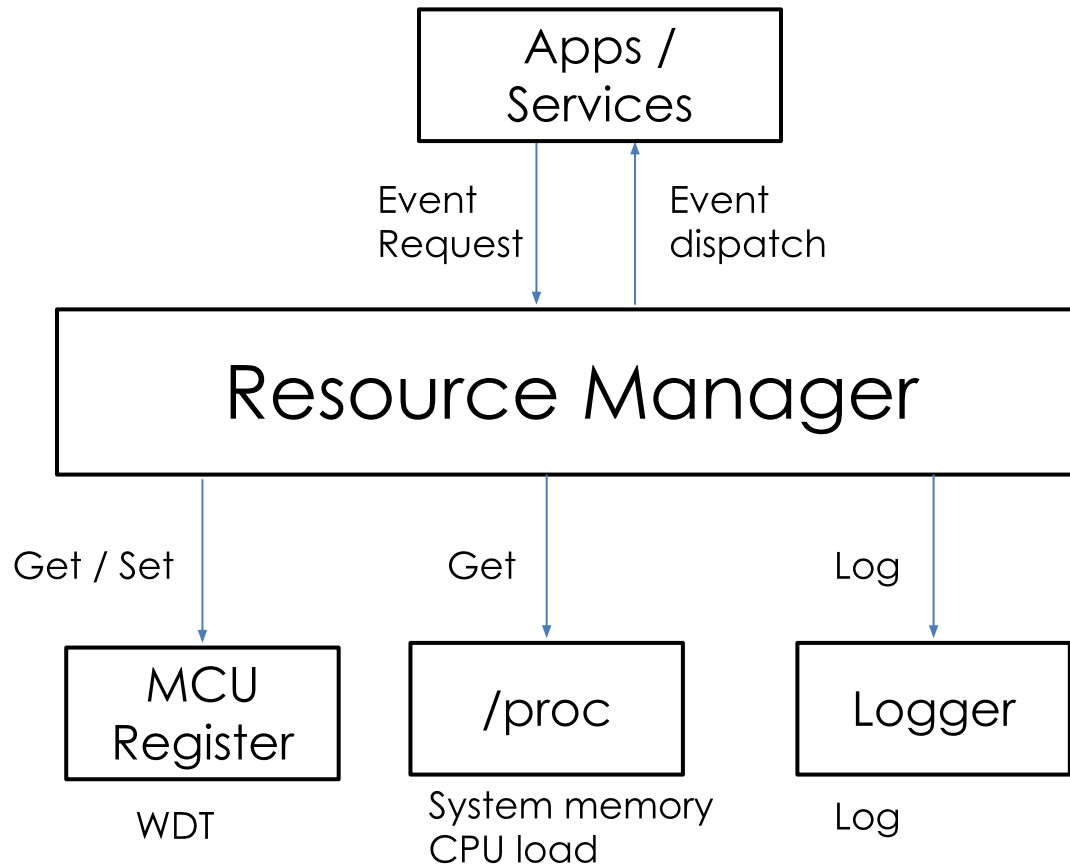 Apps /
Services
Event
Request
Event
dispatch
Resource Manager
Get / Set
Get
Log
MCU
Register
/proc
Logger
WDT
System memory
CPU load
Log